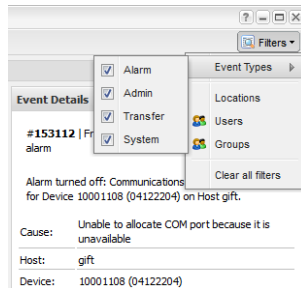 Filters
Alarm
Admin
Transfer
System
Event Types
Locations
Users
Groups
Clear all filters
Event Details
#153112 | Fr
alarm
Alarm turned off: Communications
for Device 10001108 (04122204) on Host gift.
Cause: Unable to allocate COM port because it is
unavailable
Host: gift
Device: 10001108 (04122204)